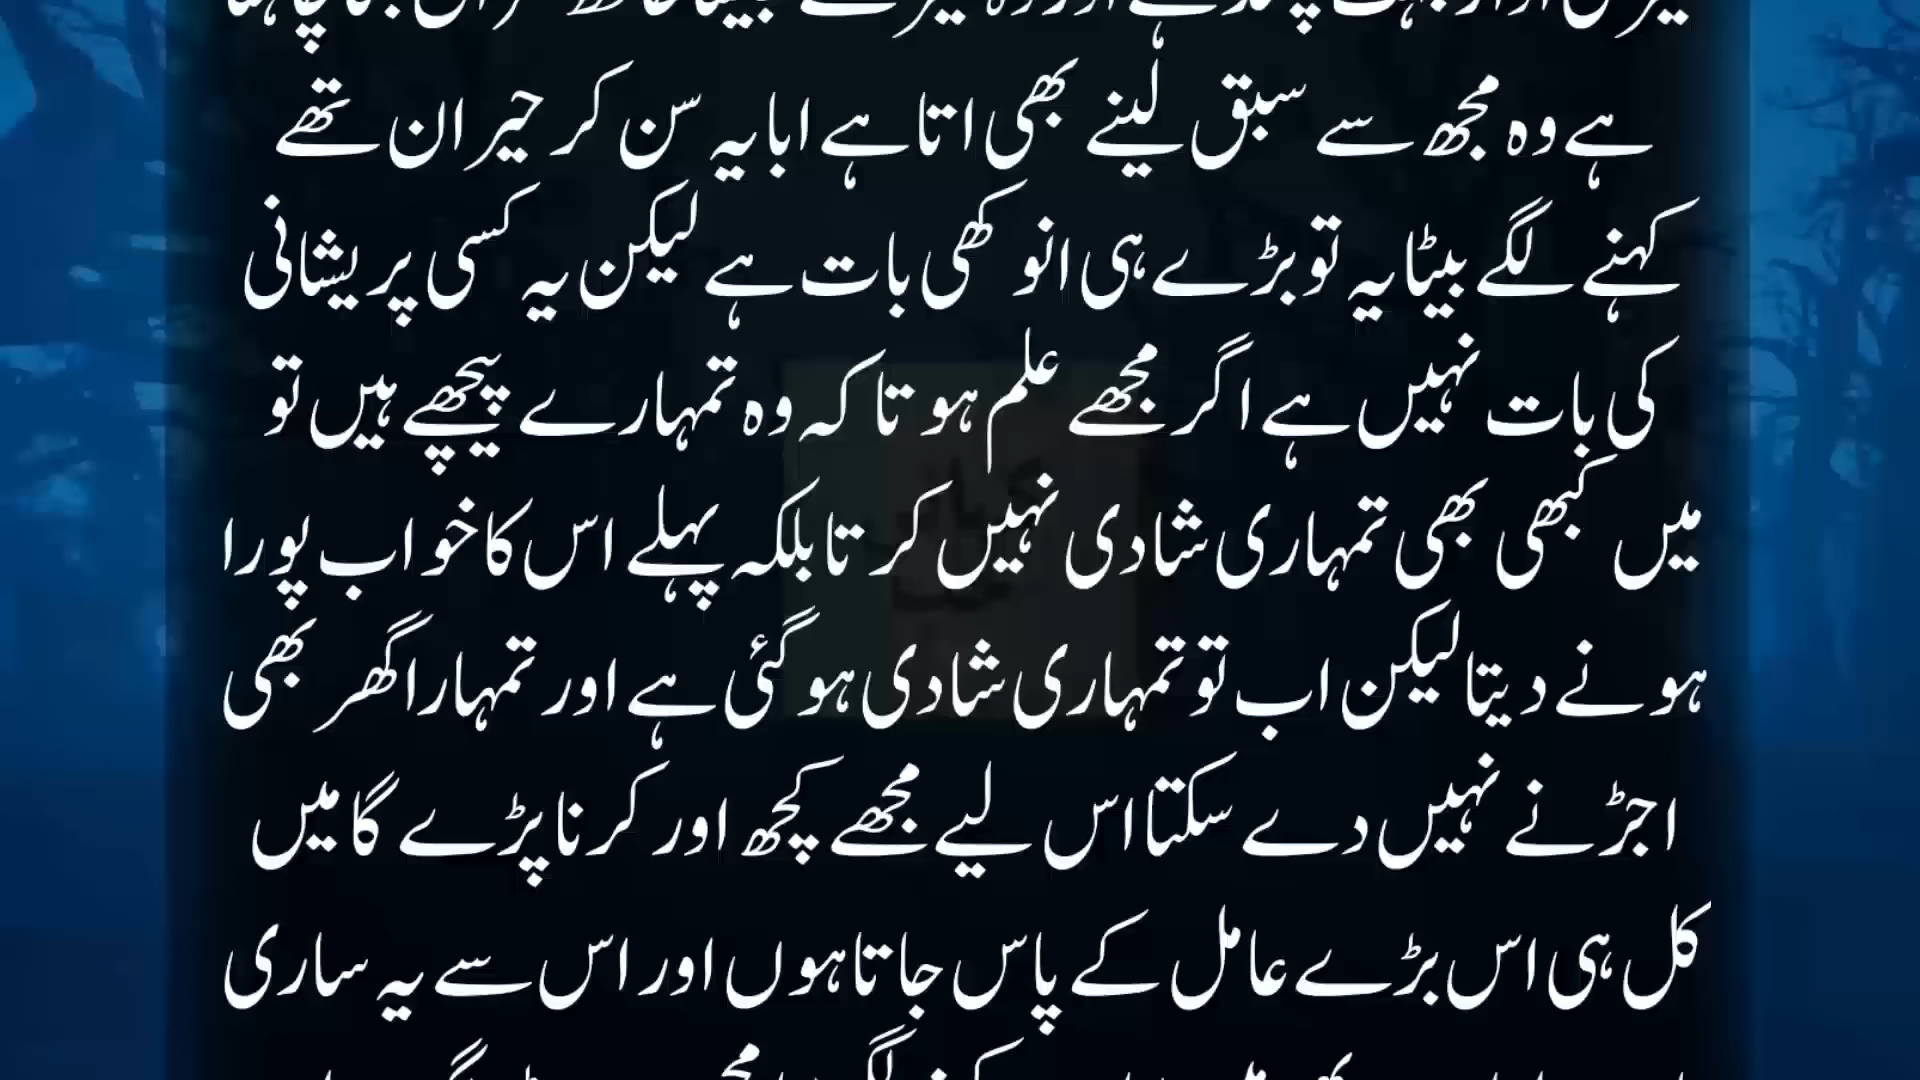 ہے وہ مجھ سے سبق لینے بھی اتا ہے ابا یہ سن کر حیران تھے
کہنے لگے بیٹا یہ تو بڑے ہی انوکھی بات ہے لیکن یہ کسی پریشانی
کی بات نہیں ہے اگر مجھے علم ہوتا کہ وہ تمہارے پیچھے ہیں تو
میں کبھی بھی تمہاری شادی نہیں کرتا بلکہ پہلے اس کا خواب پورا
ہونے دیتا لیکن اب تو تمہاری شادی ہو گئی ہے اور تمہارا گھر بھی
اجڑنے نہیں دے سکتا اس لیے مجھے کچھ اور کرنا پڑے گا میں
کل ہی اس بڑے عامل کے پاس جاتا ہوں اور اس سے یہ ساری